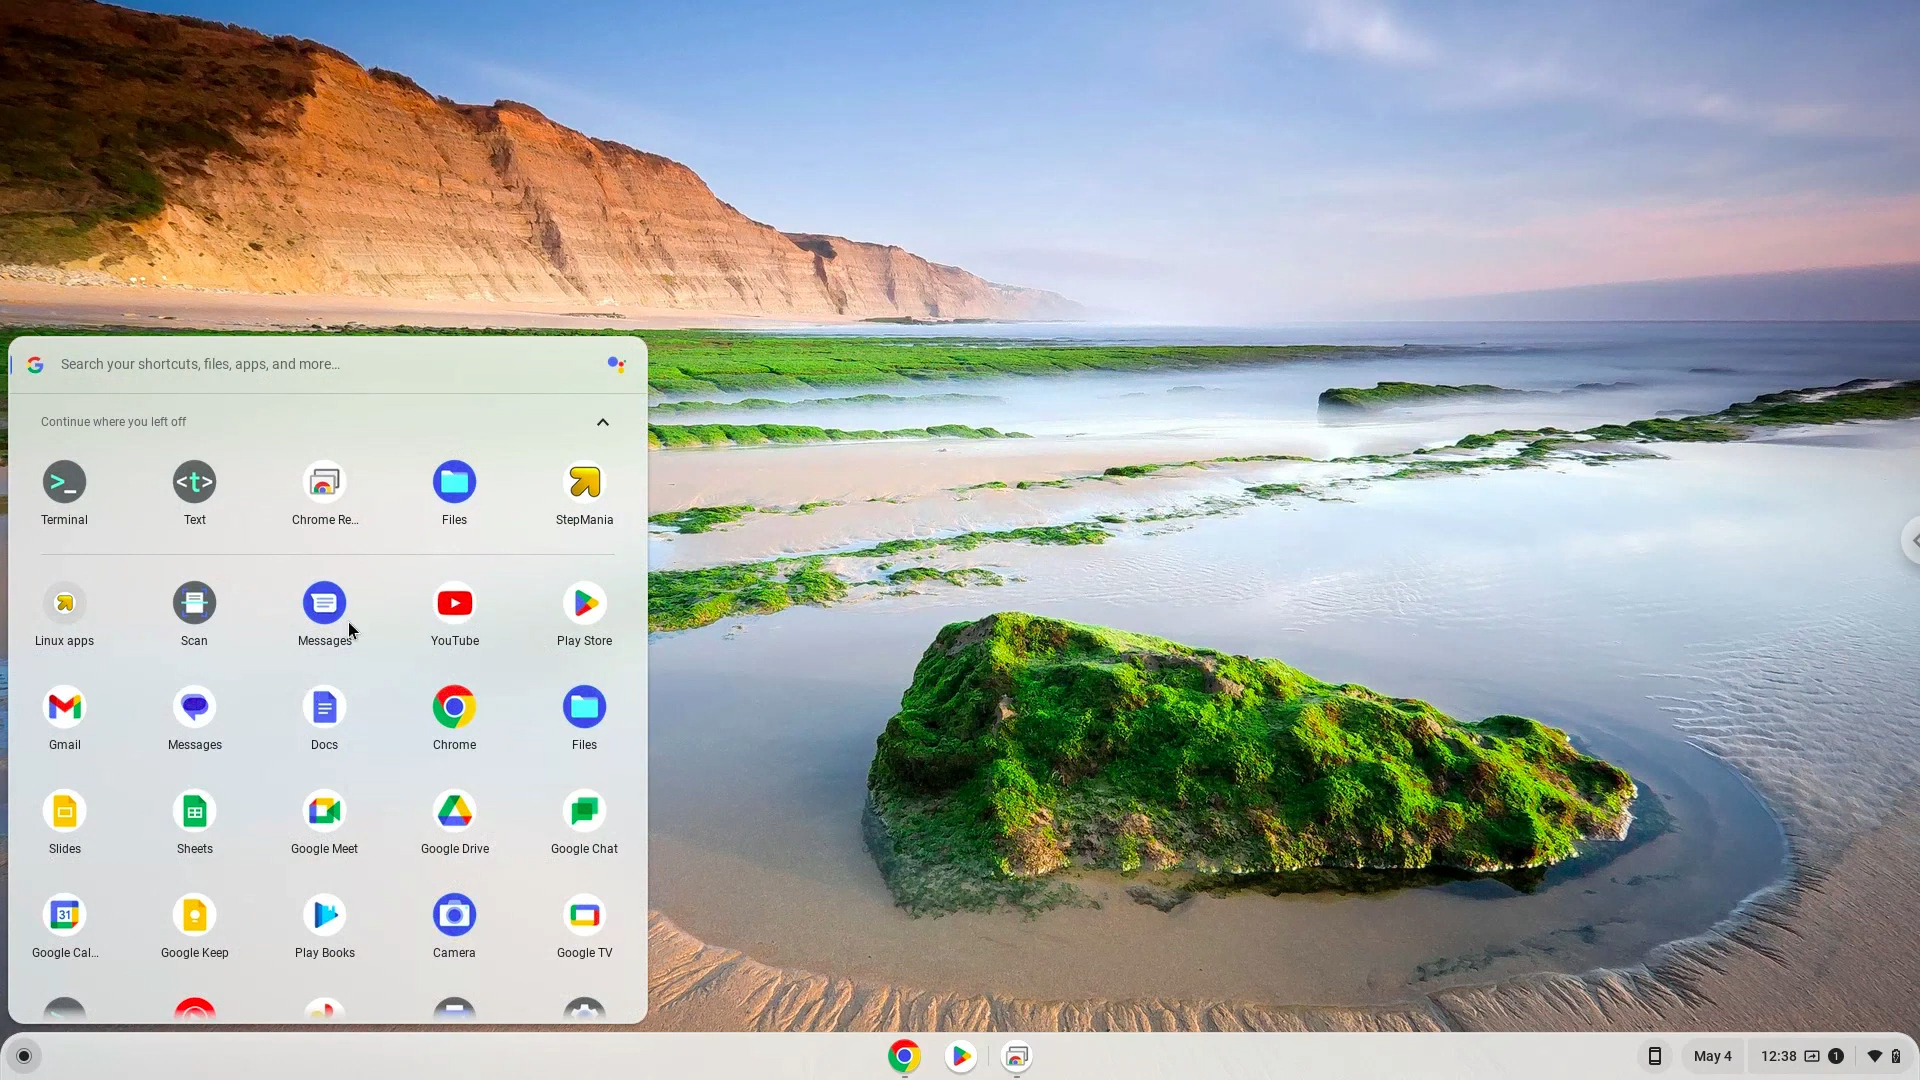 Search your shortcuts, files, apps, and more...
Continue where you left off
Terminal
Text
Chrome Re...
Files
StepMania
Linux apps
Scan
Messages
YouTube
Play Store
Gmail
Messages
Docs
Chrome
Files
Slides
Sheets
Google Meet
Google Drive
Google Chat
31
Google Cal...
Google Keep
Play Books
Camera
Google TV
May 4
12:38
1